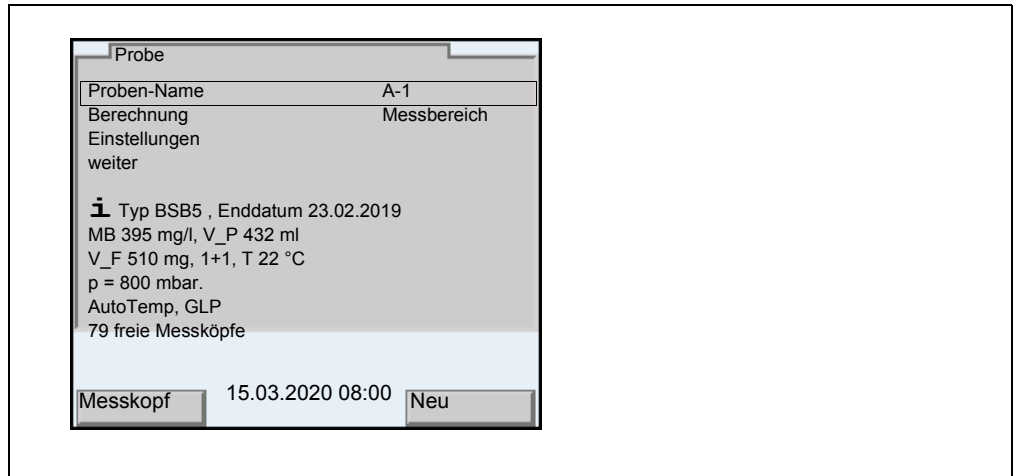 Probe
Proben-Name A-1
Berechnung Messbereich
Einstellungen
weiter
i Typ BSB5 , Enddatum 23.02.2019
MB 395 mg/l, V_P 432 ml
V_F 510 mg, 1+1, T 22 °C
p = 800 mbar.
AutoTemp, GLP
79 freie Messköpfe
Messkopf 15.03.2020 08:00 Neu